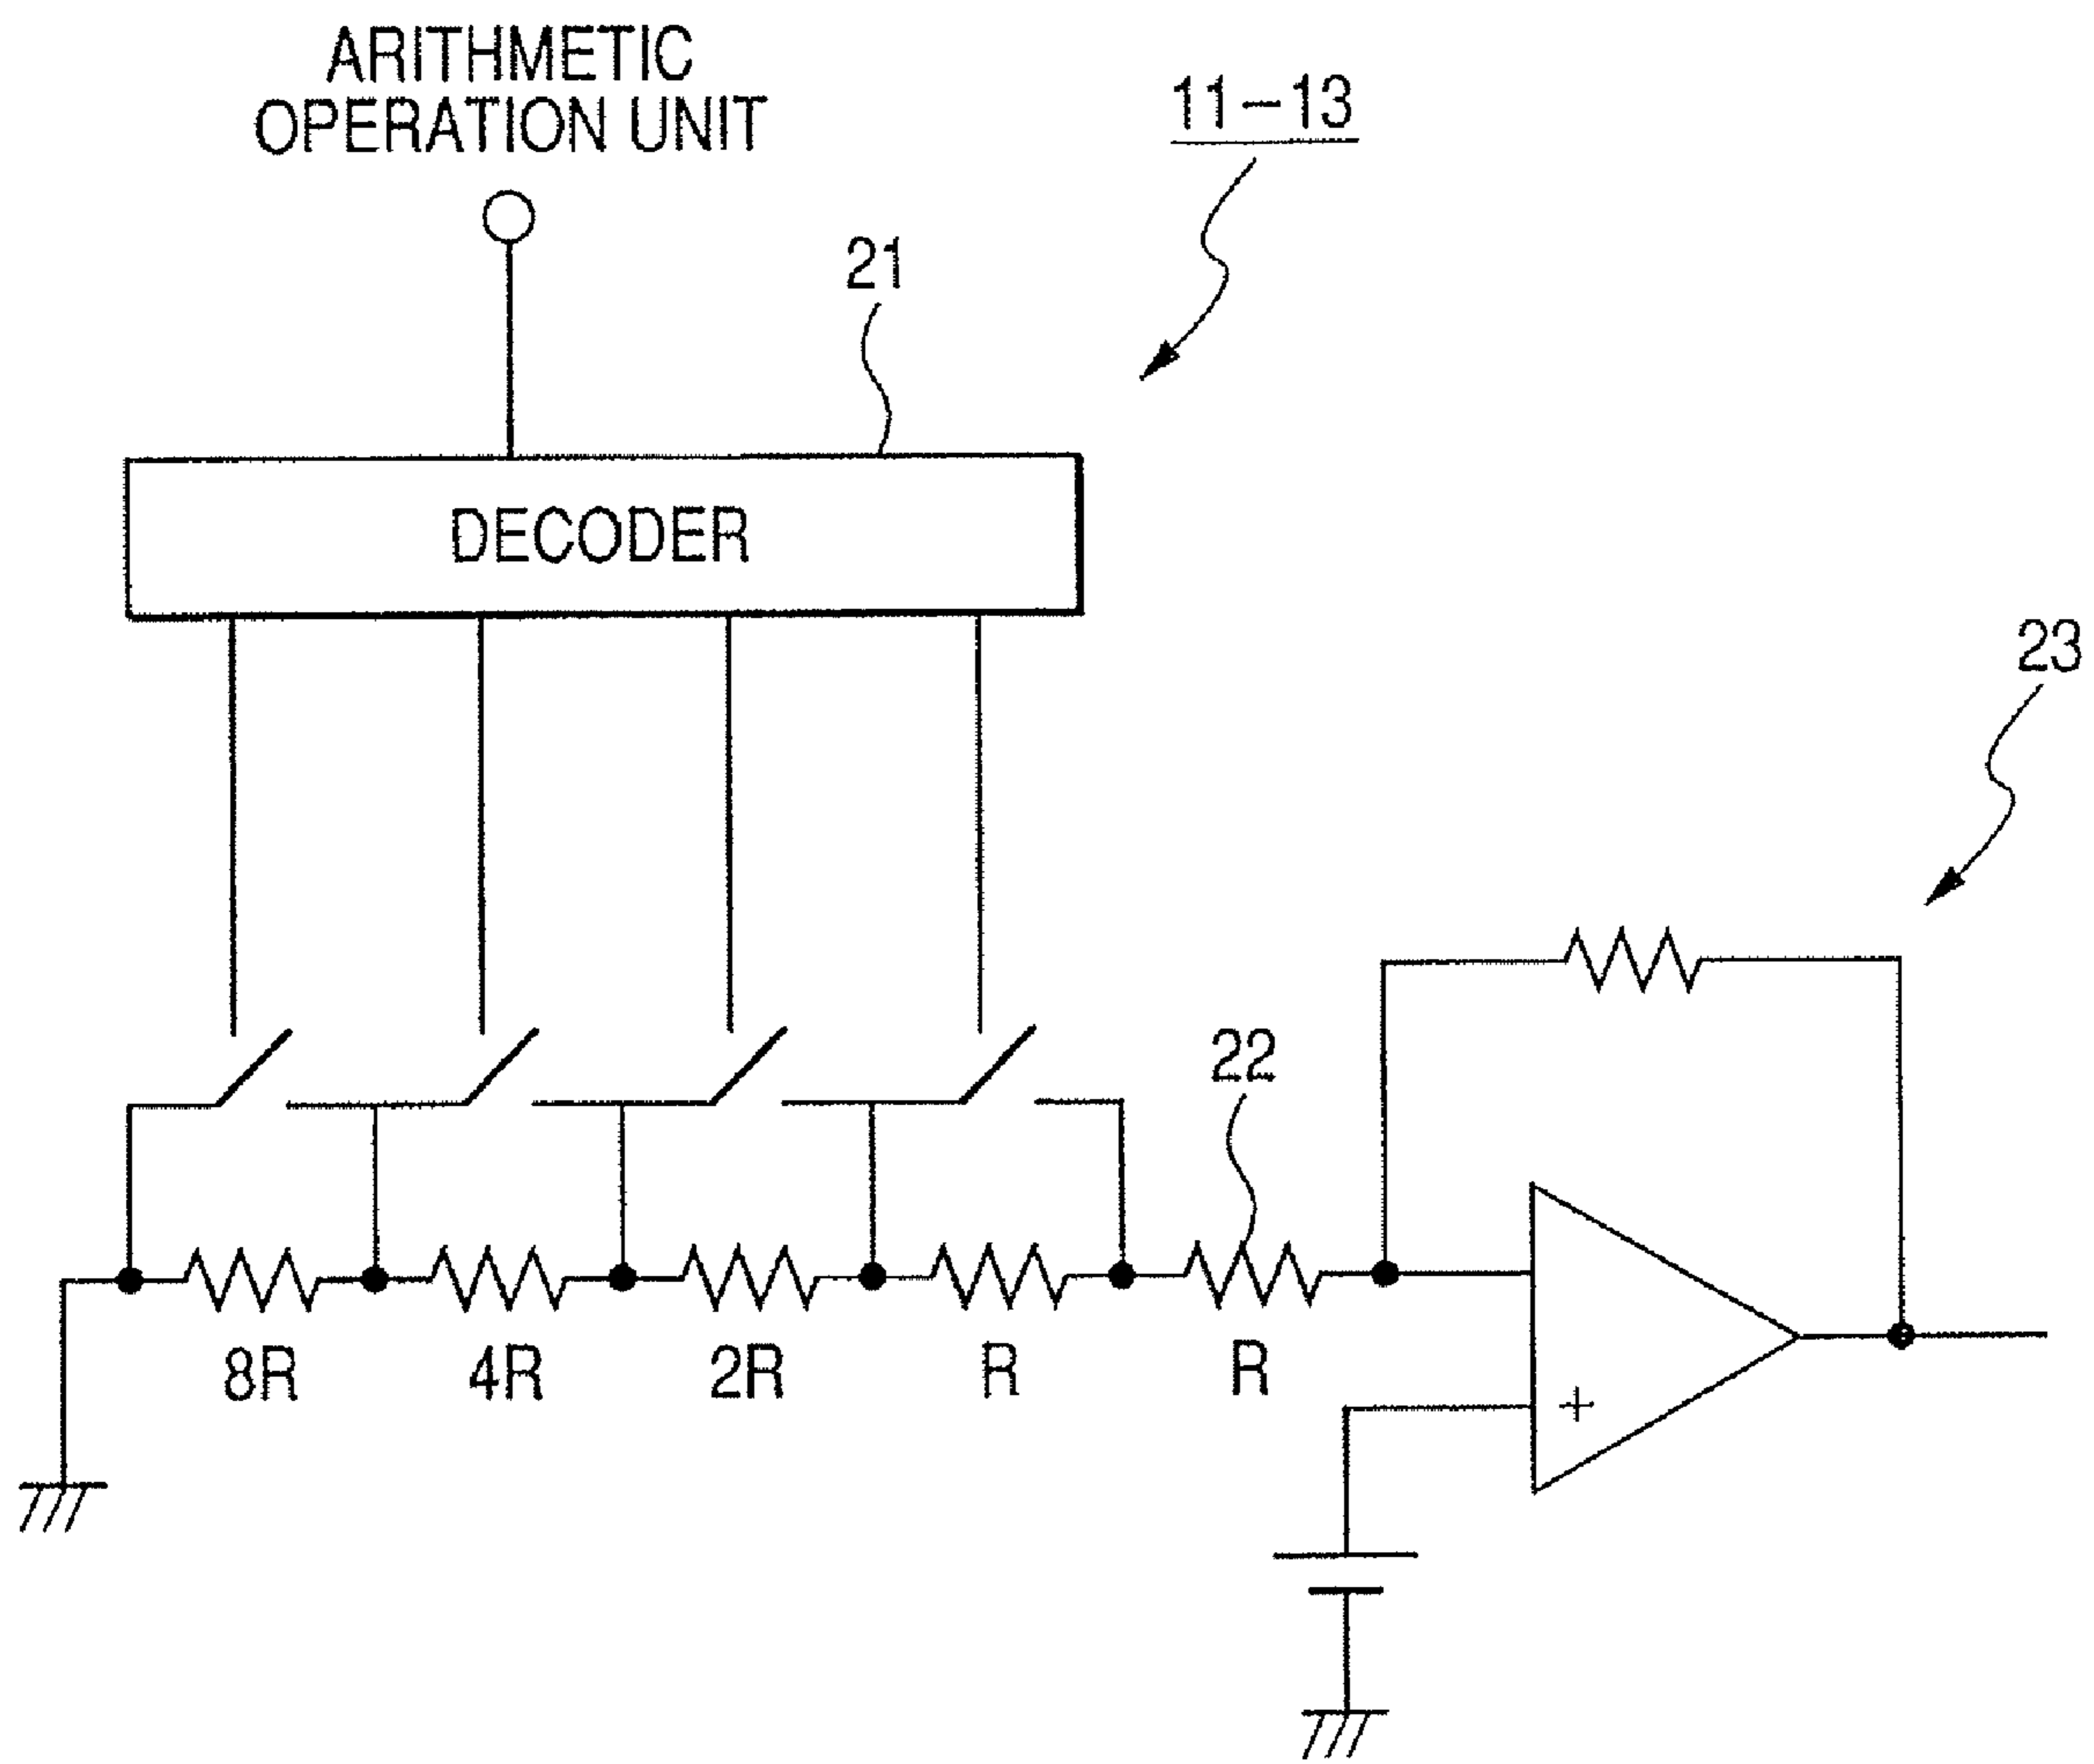 ARITHMETIC
OPERATION UNIT
11-13
21
DECODER
23
22
8R 4R 2R R R
+